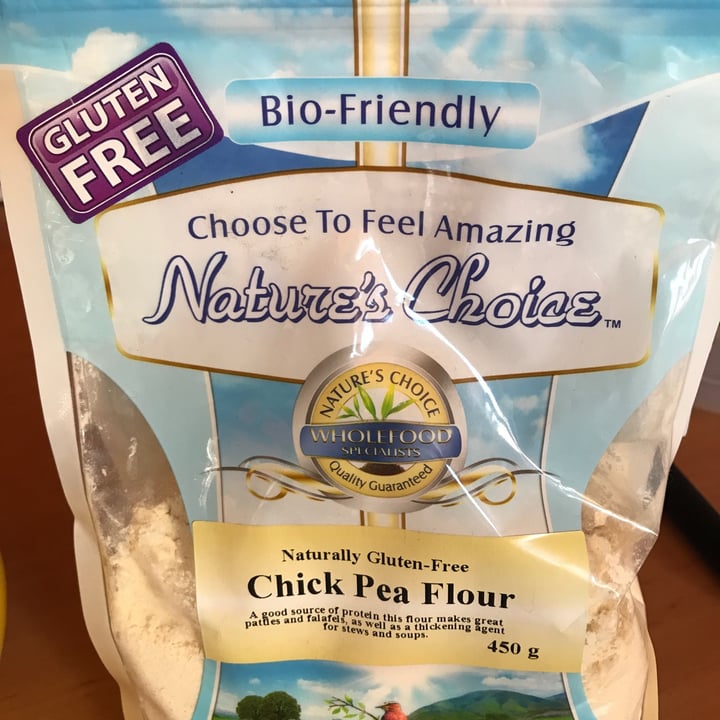 GLUTEN
FREE
Bio-Friendly
Choose To Feel Amazing
Nature's Choice™
NATURE'S CHOICE
WHOLEFOOD
SPECIALISTS
Quality Guaranteed
Naturally Gluten-Free
Chick Pea Flour
A good source of protein this flour makes great
patties and falafels, as well as a thickening agent
for stews and soups.
450 g